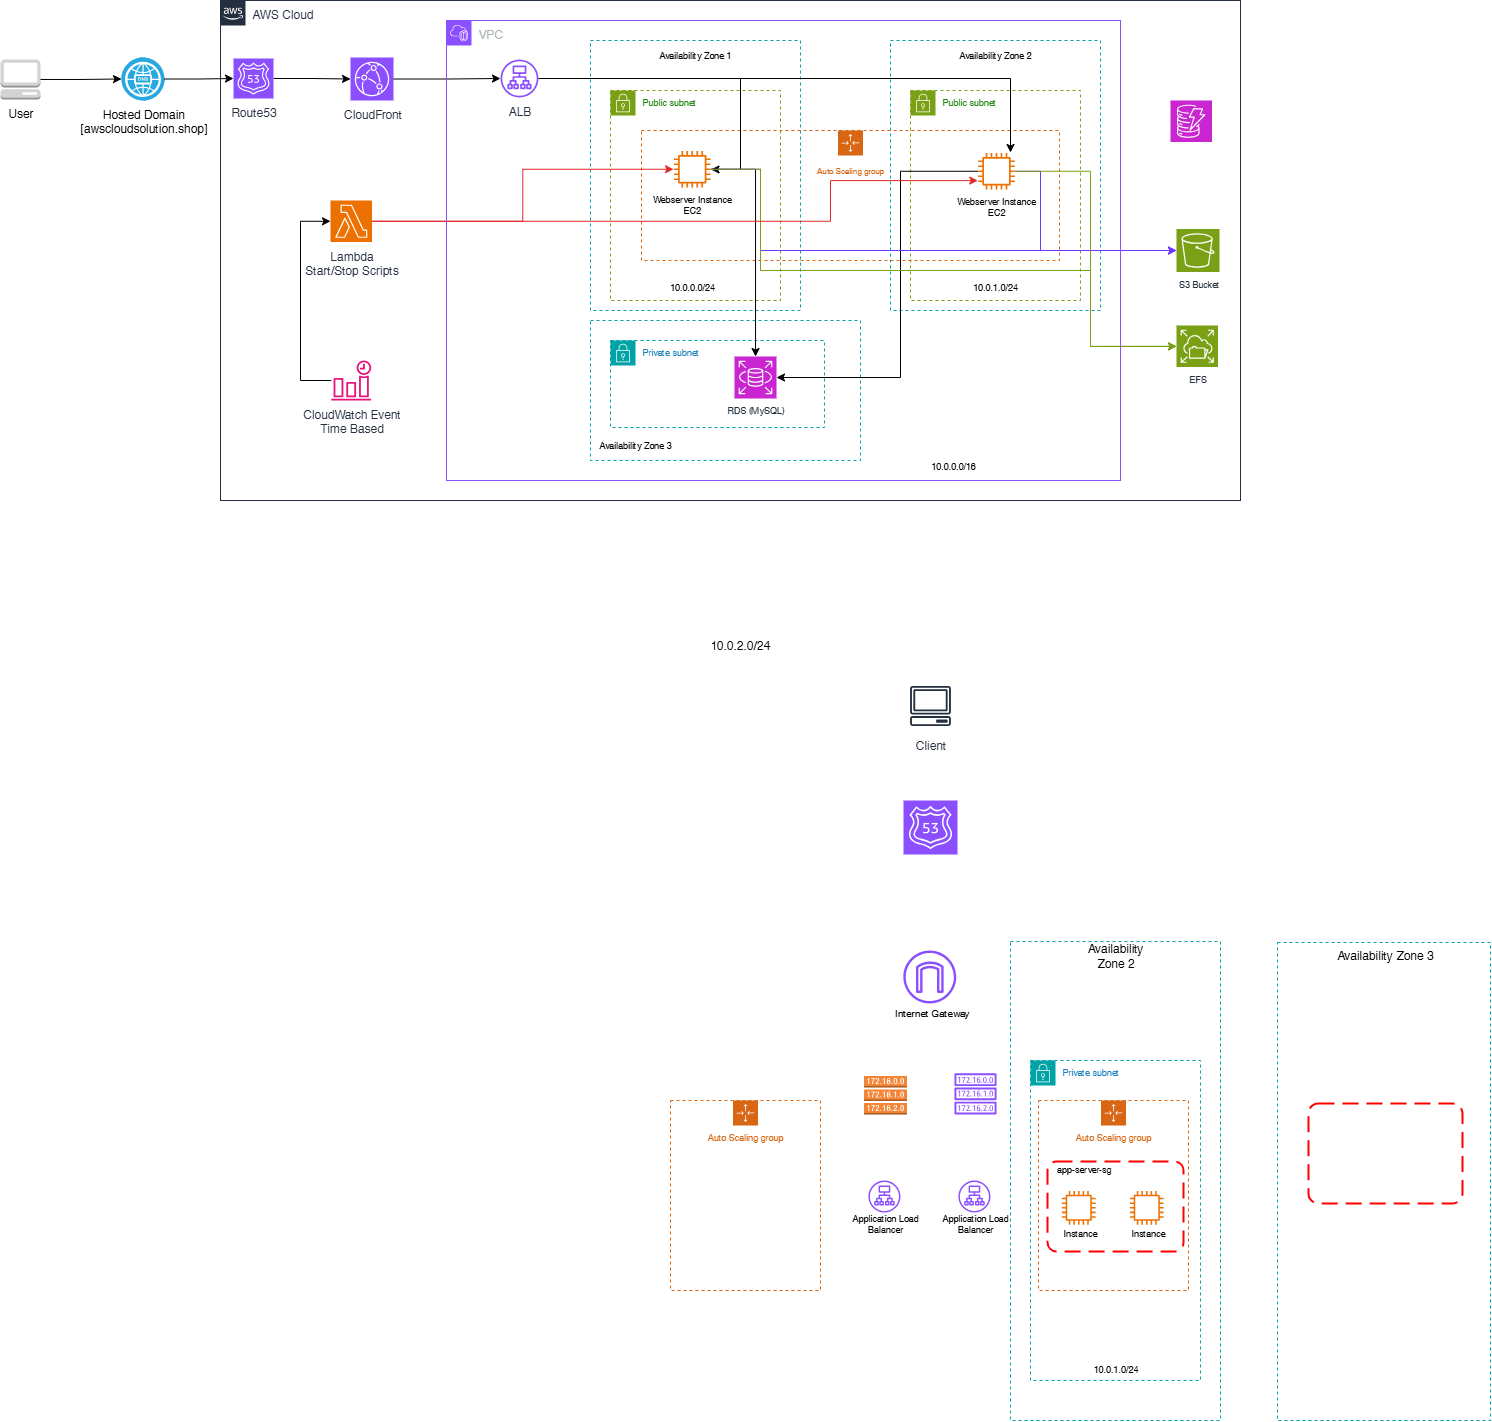 aws
AWS Cloud
VPC
Availability Zone 1
Availability Zone 2
Public subnet
Public subnet
53
DNS
User
Hosted Domain
[awscloudsolution.shop]
Route53
CloudFront
ALB
Auto Scaling group
Webserver Instance
EC2
Webserver Instance
EC2
Lambda
Start/Stop Scripts
10.0.0.0/24
10.0.1.0/24
S3 Bucket
Private subnet
EFS
CloudWatch Event
Time Based
RDS (MySQL)
Availability Zone 3
10.0.0.0/16
10.0.2.0/24
Client
53
Availability
Zone 2
Availability Zone 3
Internet Gateway
Private subnet
172.16.0.0
172.16.1.0
172.16.2.0
172.16.0.0
172.16.1.0
172.16.2.0
Auto Scaling group
Auto Scaling group
app-server-sg
Application Load
Balancer
Application Load
Balancer
Instance
Instance
10.0.1.0/24